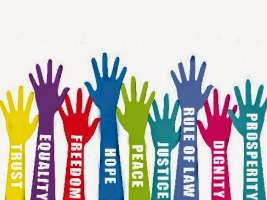 TRUST
EQUALITY
FREEDOM
HOPE
PEACE
JUSTICE
RULE OF LAW
DIGNITY
PROSPERITY